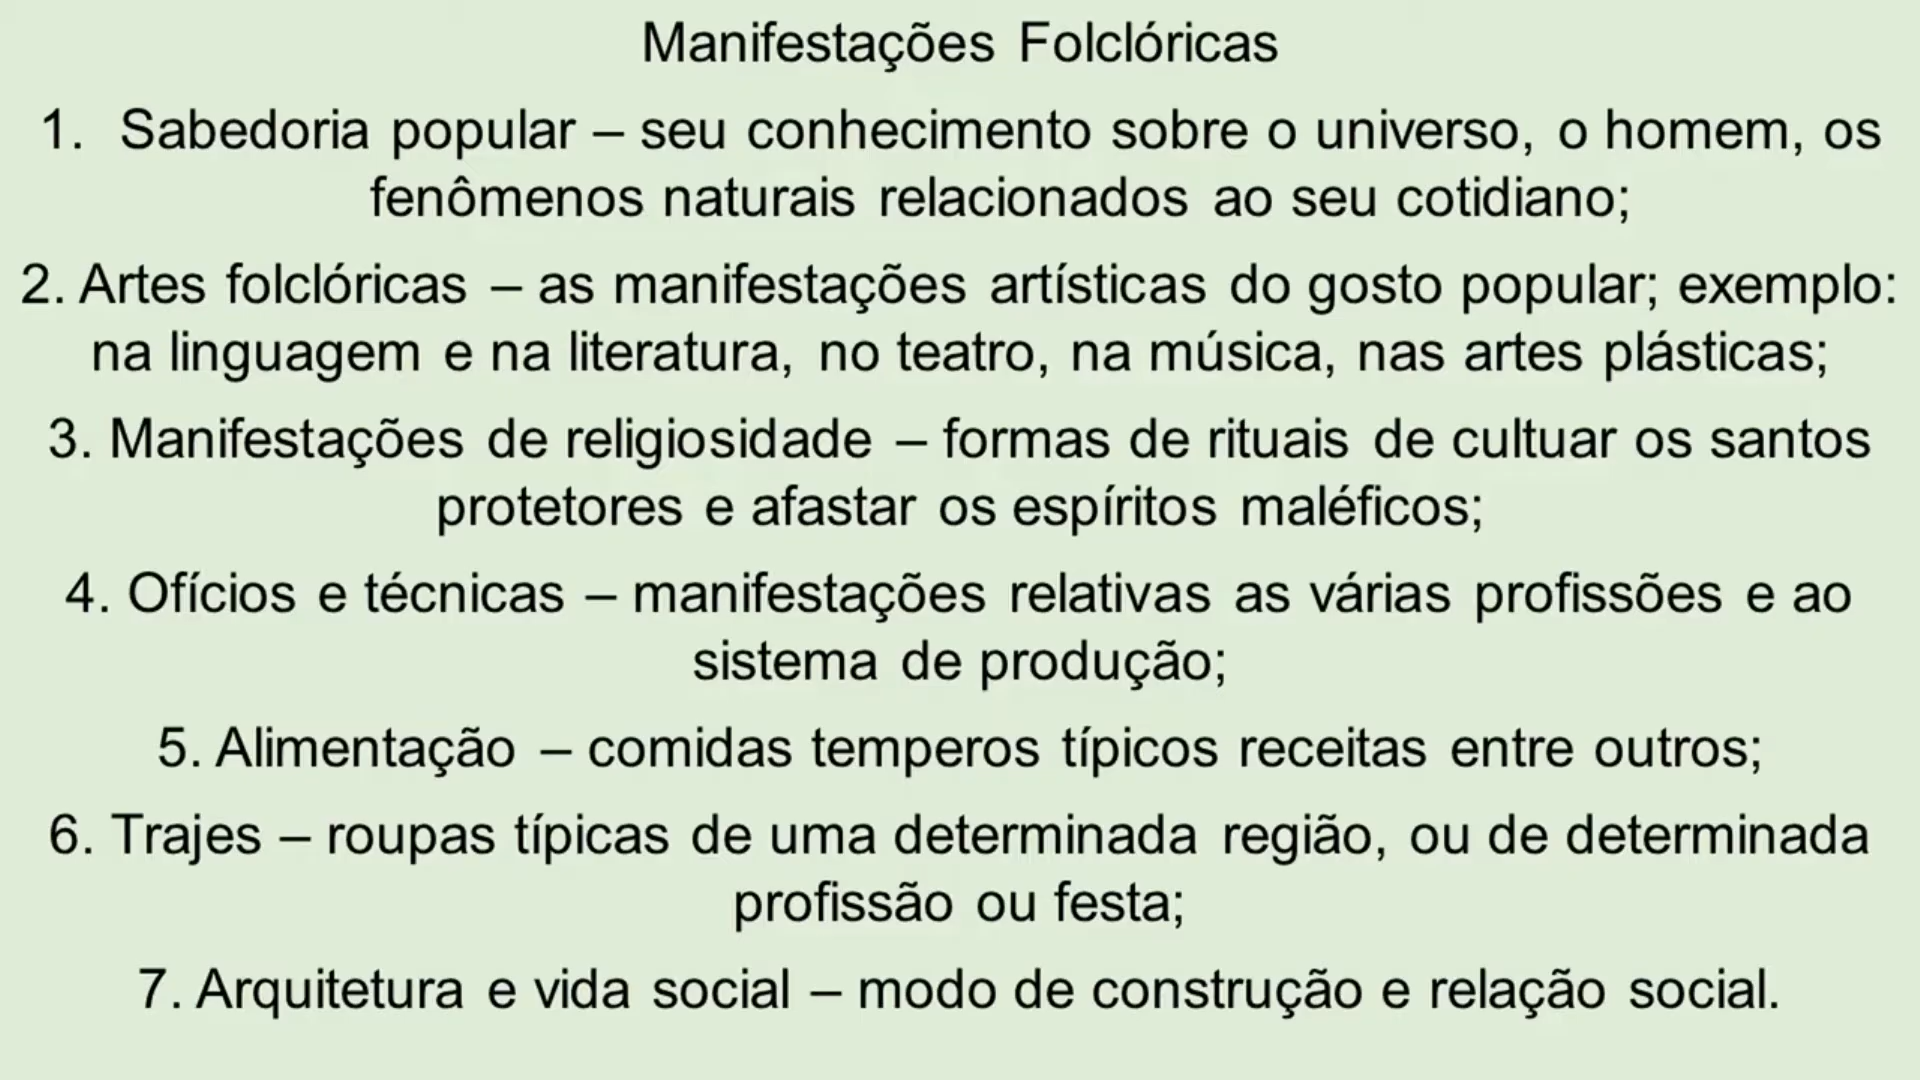 Manifestações Folclóricas
1. Sabedoria popular – seu conhecimento sobre o universo, o homem, os
fenômenos naturais relacionados ao seu cotidiano;
2. Artes folclóricas – as manifestações artísticas do gosto popular; exemplo:
na linguagem e na literatura, no teatro, na música, nas artes plásticas;
3. Manifestações de religiosidade – formas de rituais de cultuar os santos
protetores e afastar os espíritos maléficos;
4. Ofícios e técnicas – manifestações relativas as várias profissões e ao
sistema de produção;
5. Alimentação – comidas temperos típicos receitas entre outros;
6. Trajes – roupas típicas de uma determinada região, ou de determinada
profissão ou festa;
7. Arquitetura e vida social – modo de construção e relação social.